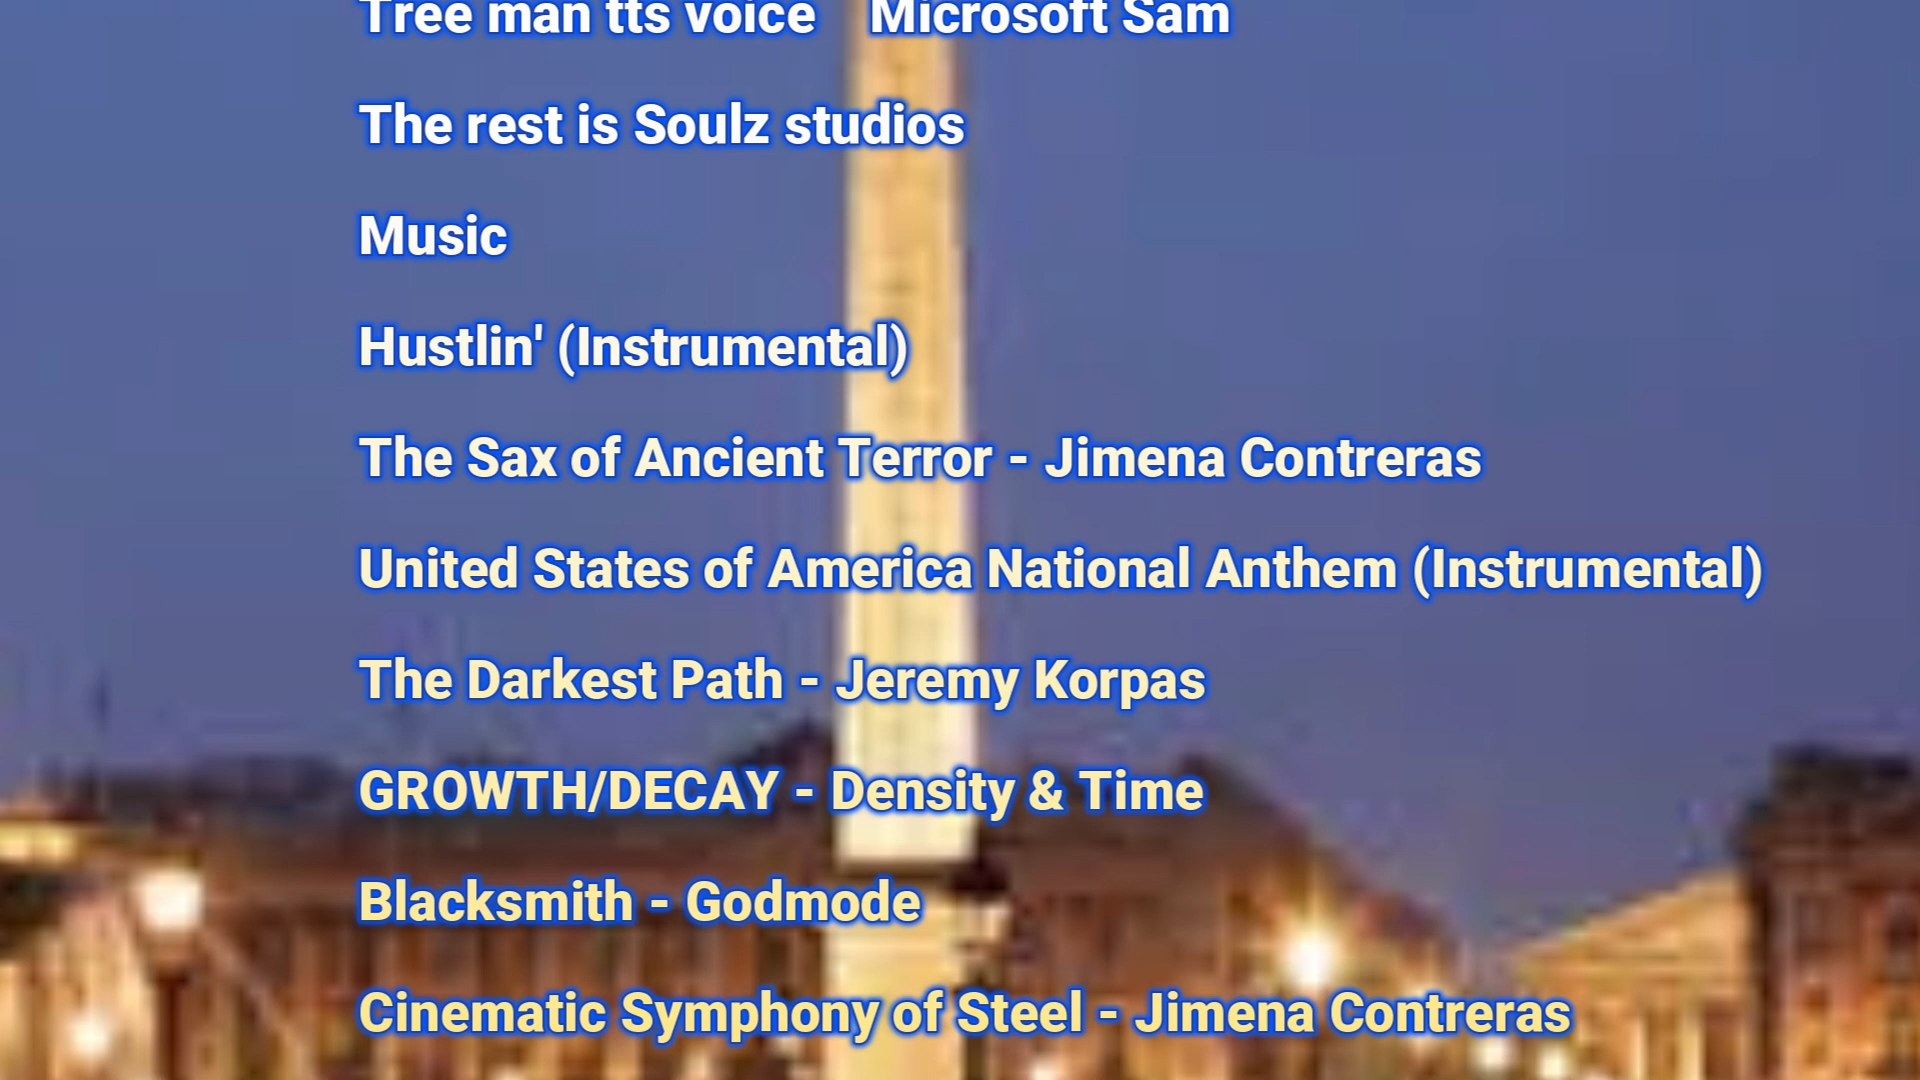 Tree man tts voice    Microsoft Sam
The rest is Soulz studios
Music
Hustlin' (Instrumental)
The Sax of Ancient Terror - Jimena Contreras
United States of America National Anthem (Instrumental)
The Darkest Path - Jeremy Korpas
GROWTH/DECAY - Density & Time
Blacksmith - Godmode
Cinematic Symphony of Steel - Jimena Contreras